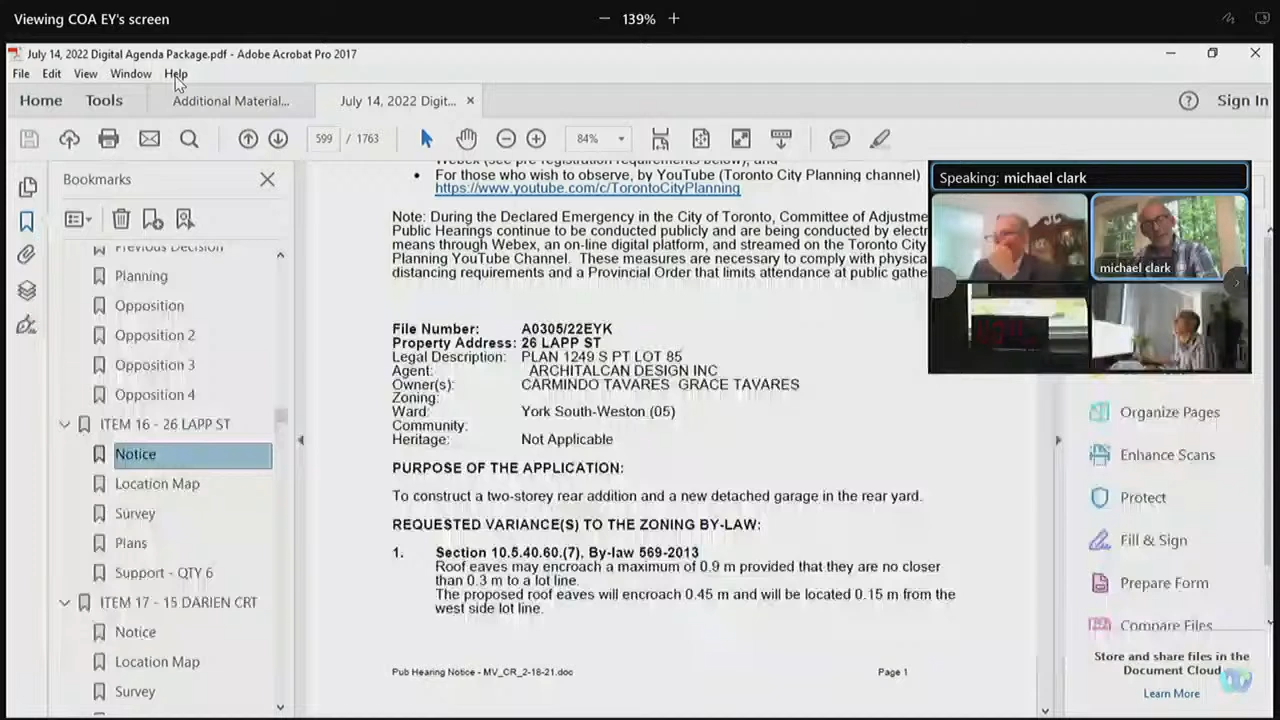 Viewing COA EY's screen
139%
July 14, 2022 Digital Agenda Package.pdf - Adobe Acrobat Pro 2017
File Edit View Window Help
Home Tools Additional Material... July 14, 2022 Digit... Sign In
599 / 1763 84%
Bookmarks
Previous Decision
Planning
Opposition
Opposition 2
Opposition 3
Opposition 4
ITEM 16 - 26 LAPP ST
Notice
Location Map
Survey
Plans
Support - QTY 6
ITEM 17 - 15 DARIEN CRT
Notice
Location Map
Survey
Webex (see pre registration requirements below), and
• For those who wish to observe, by YouTube (Toronto City Planning channel)
https://www.youtube.com/c/TorontoCityPlanning
Note: During the Declared Emergency in the City of Toronto, Committee of Adjustme
Public Hearings continue to be conducted publicly and are being conducted by electr
means through Webex, an on-line digital platform, and streamed on the Toronto City
Planning YouTube Channel. These measures are necessary to comply with physica
distancing requirements and a Provincial Order that limits attendance at public gathe
File Number: A0305/22EYK
Property Address: 26 LAPP ST
Legal Description: PLAN 1249 S PT LOT 85
Agent: ARCHITALCAN DESIGN INC
Owner(s): CARMINDO TAVARES GRACE TAVARES
Zoning:
Ward: York South-Weston (05)
Community:
Heritage: Not Applicable
PURPOSE OF THE APPLICATION:
To construct a two-storey rear addition and a new detached garage in the rear yard.
REQUESTED VARIANCE(S) TO THE ZONING BY-LAW:
1. Section 10.5.40.60.(7), By-law 569-2013
Roof eaves may encroach a maximum of 0.9 m provided that they are no closer
than 0.3 m to a lot line.
The proposed roof eaves will encroach 0.45 m and will be located 0.15 m from the
west side lot line.
Pub Hearing Notice - MV_CR_2-18-21.doc Page 1
Speaking: michael clark
michael clark
Organize Pages
Enhance Scans
Protect
Fill & Sign
Prepare Form
Compare Files
Store and share files in the
Document Cloud
Learn More